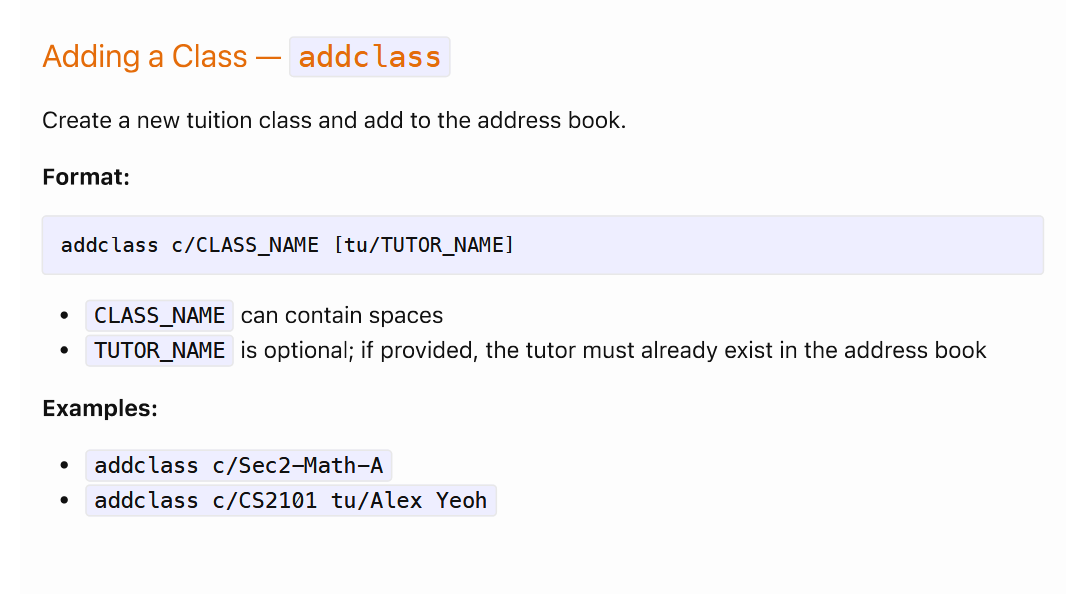 Adding a Class — addclass
Create a new tuition class and add to the address book.
Format:
addclass c/CLASS_NAME [tu/TUTOR_NAME]
• CLASS_NAME can contain spaces
• TUTOR_NAME is optional; if provided, the tutor must already exist in the address book
Examples:
• addclass c/Sec2-Math-A
• addclass c/CS2101 tu/Alex Yeoh